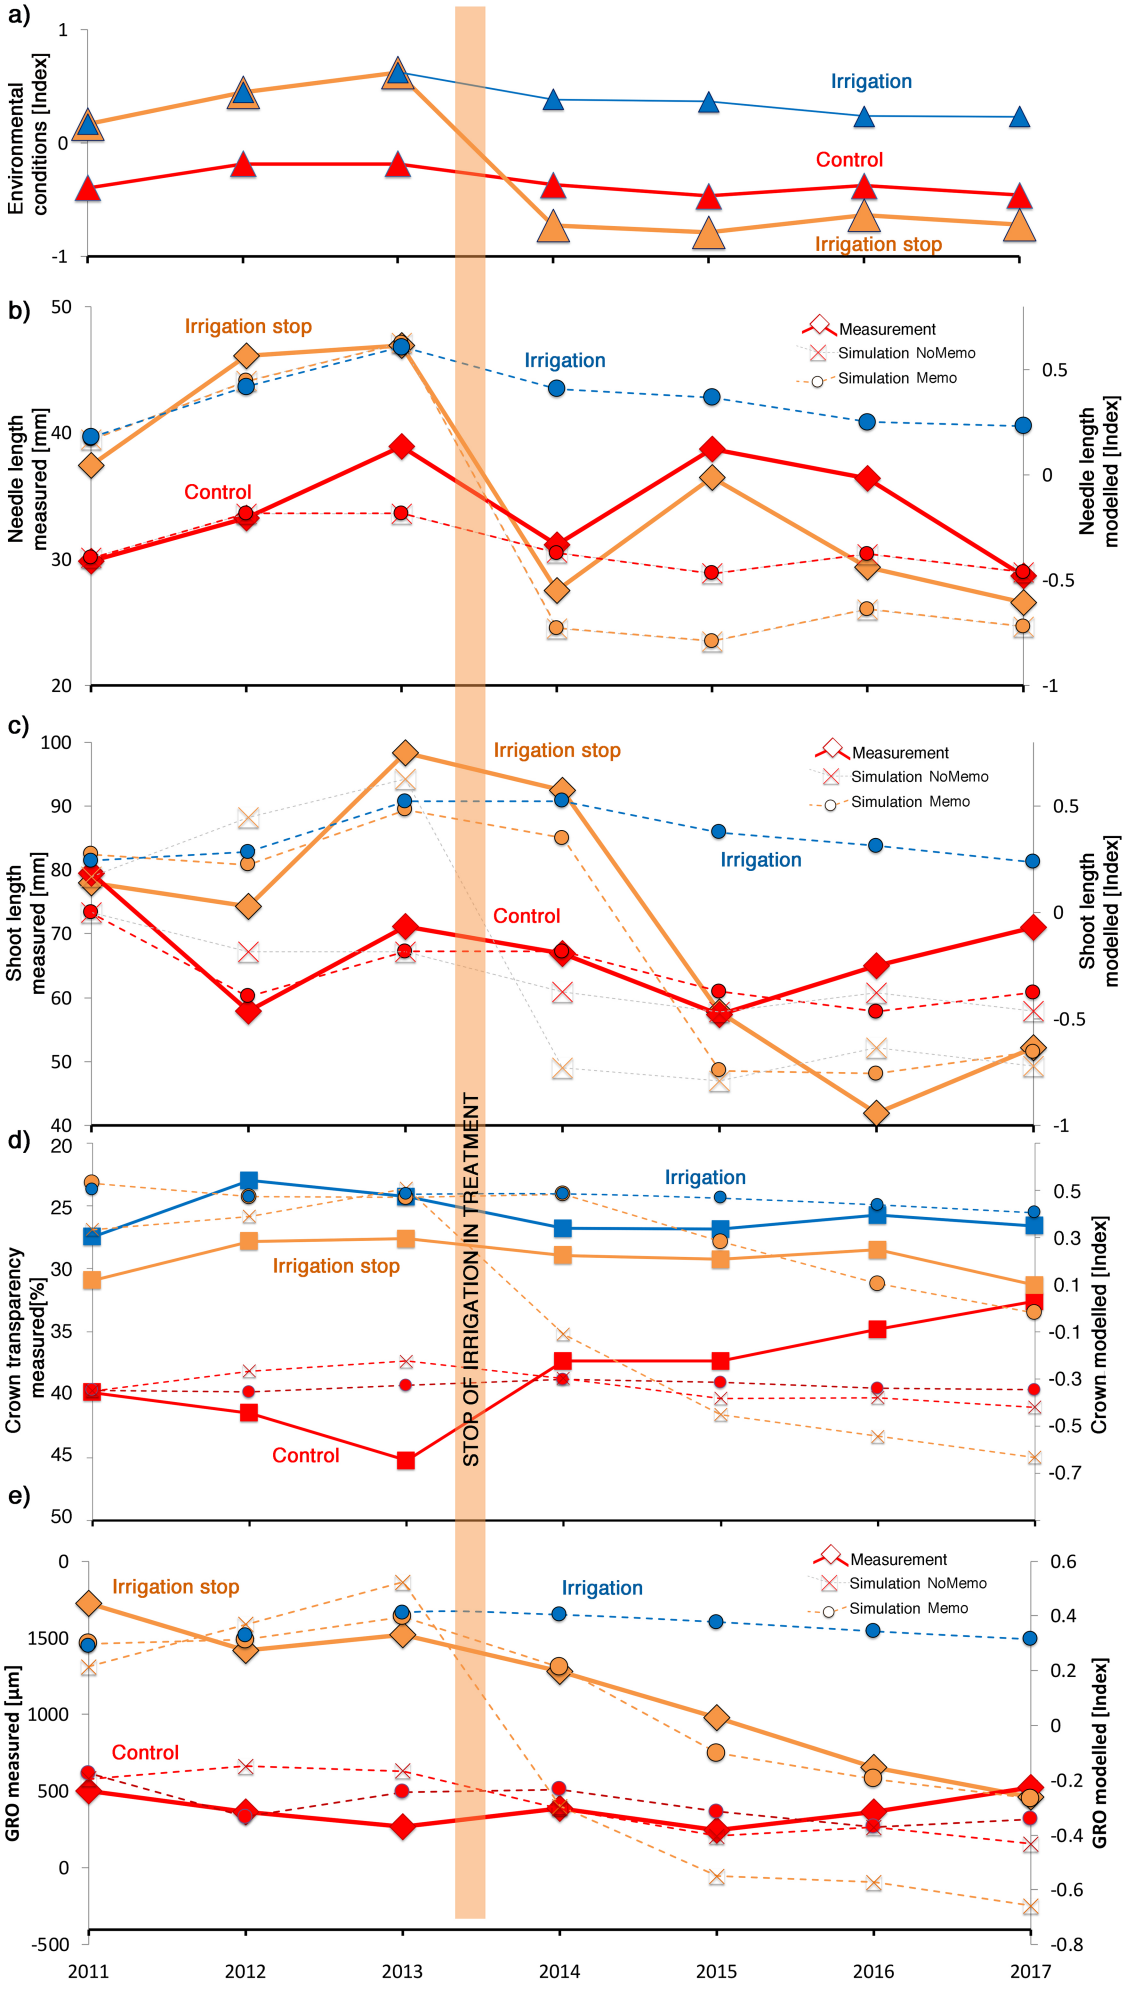 a)
1
0
-1
Environmental
conditions [Index]
Irrigation
Control
Irrigation stop
b)
50
40
30
20
Needle length
measured [mm]
Irrigation stop
Irrigation
Control
Measurement
Simulation NoMemo
Simulation Memo
0.5
0
-0.5
-1
Needle length
modelled [Index]
c)
100
90
80
70
60
50
40
Shoot length
measured [mm]
Irrigation stop
Irrigation
Control
Measurement
Simulation NoMemo
Simulation Memo
0.5
0
-0.5
-1
Shoot length
modelled [Index]
STOP OF IRRIGATION IN TREATMENT
d)
20
25
30
35
40
45
50
Crown transparency
measured[%]
Irrigation
Irrigation stop
Control
0.5
0.3
0.1
-0.1
-0.3
-0.5
-0.7
Crown modelled [Index]
e)
0
1500
1000
500
0
-500
GRO measured [µm]
Irrigation stop
Irrigation
Control
Measurement
Simulation NoMemo
Simulation Memo
0.6
0.4
0.2
0
-0.2
-0.4
-0.6
-0.8
GRO modelled [Index]
2011 2012 2013 2014 2015 2016 2017